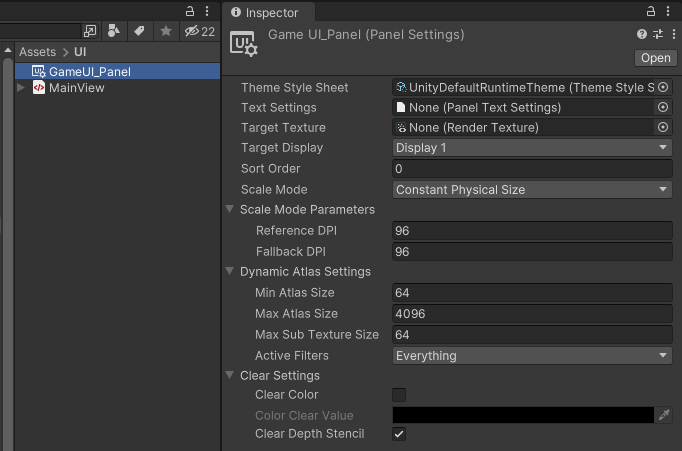 22
Assets > UI
GameUI_Panel
MainView
Inspector
UI
Game UI_Panel (Panel Settings)
Open
Theme Style Sheet UnityDefaultRuntimeTheme (Theme Style S
Text Settings None (Panel Text Settings)
Target Texture None (Render Texture)
Target Display Display 1
Sort Order 0
Scale Mode Constant Physical Size
Scale Mode Parameters
Reference DPI 96
Fallback DPI 96
Dynamic Atlas Settings
Min Atlas Size 64
Max Atlas Size 4096
Max Sub Texture Size 64
Active Filters Everything
Clear Settings
Clear Color
Color Clear Value
Clear Depth Stencil